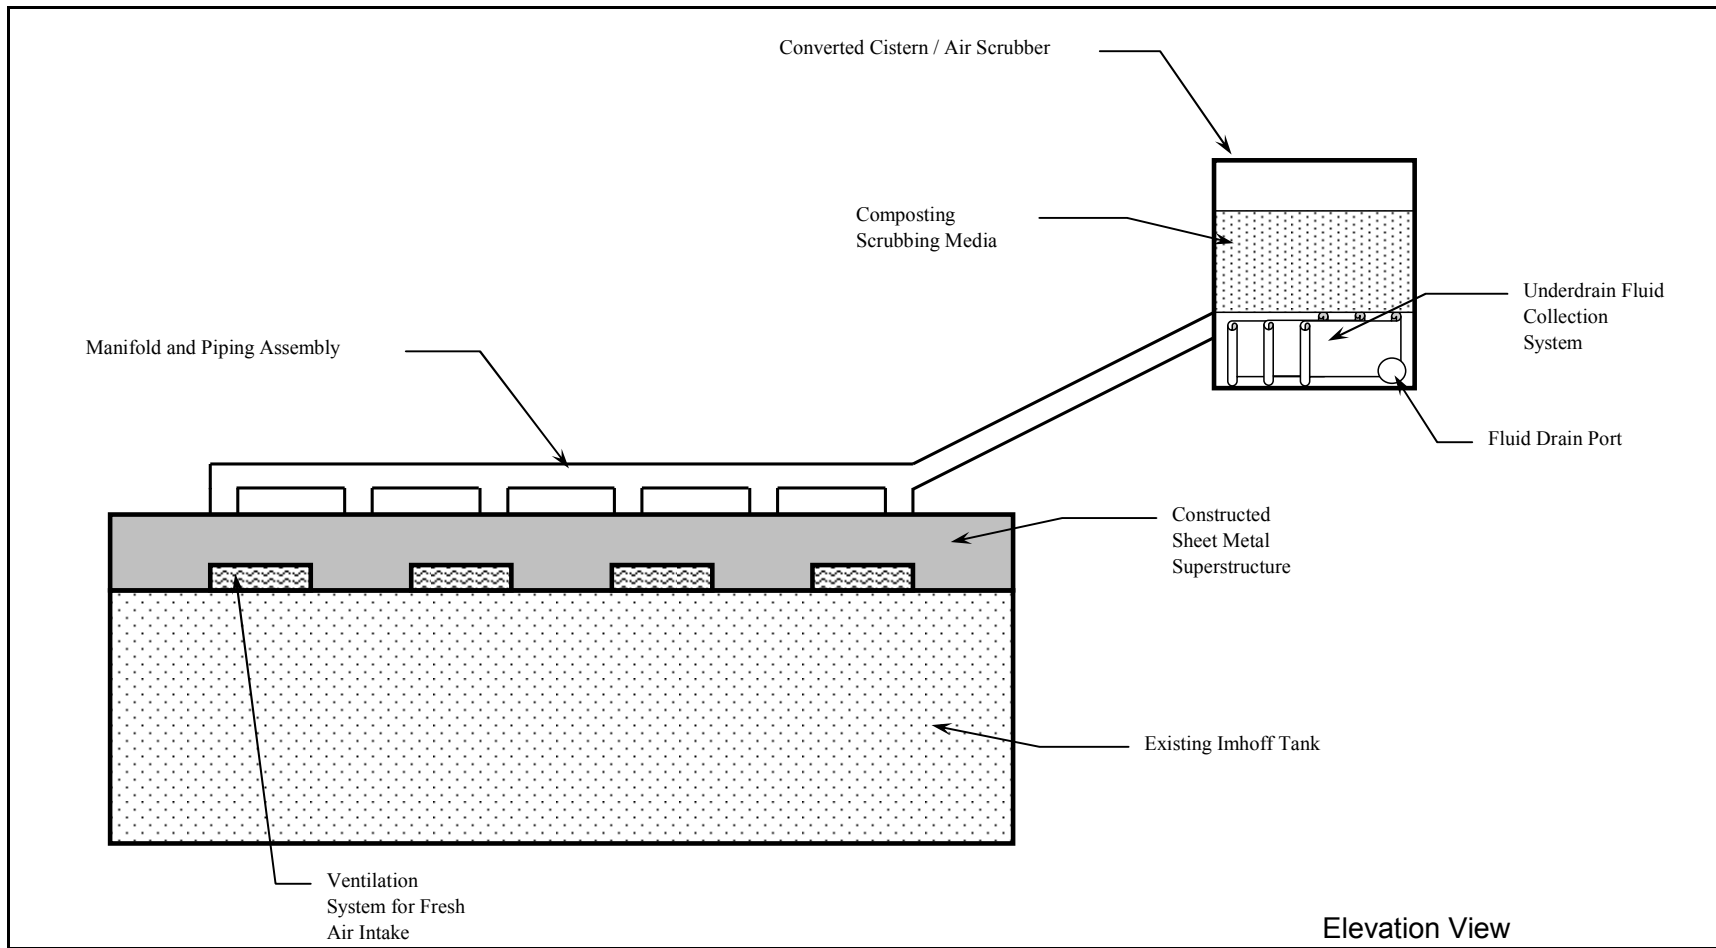 Converted Cistern / Air Scrubber
Composting
Scrubbing Media
Underdrain Fluid
Collection
System
Manifold and Piping Assembly
Fluid Drain Port
Constructed
Sheet Metal
Superstructure
Existing Imhoff Tank
Ventilation
System for Fresh
Air Intake
Elevation View